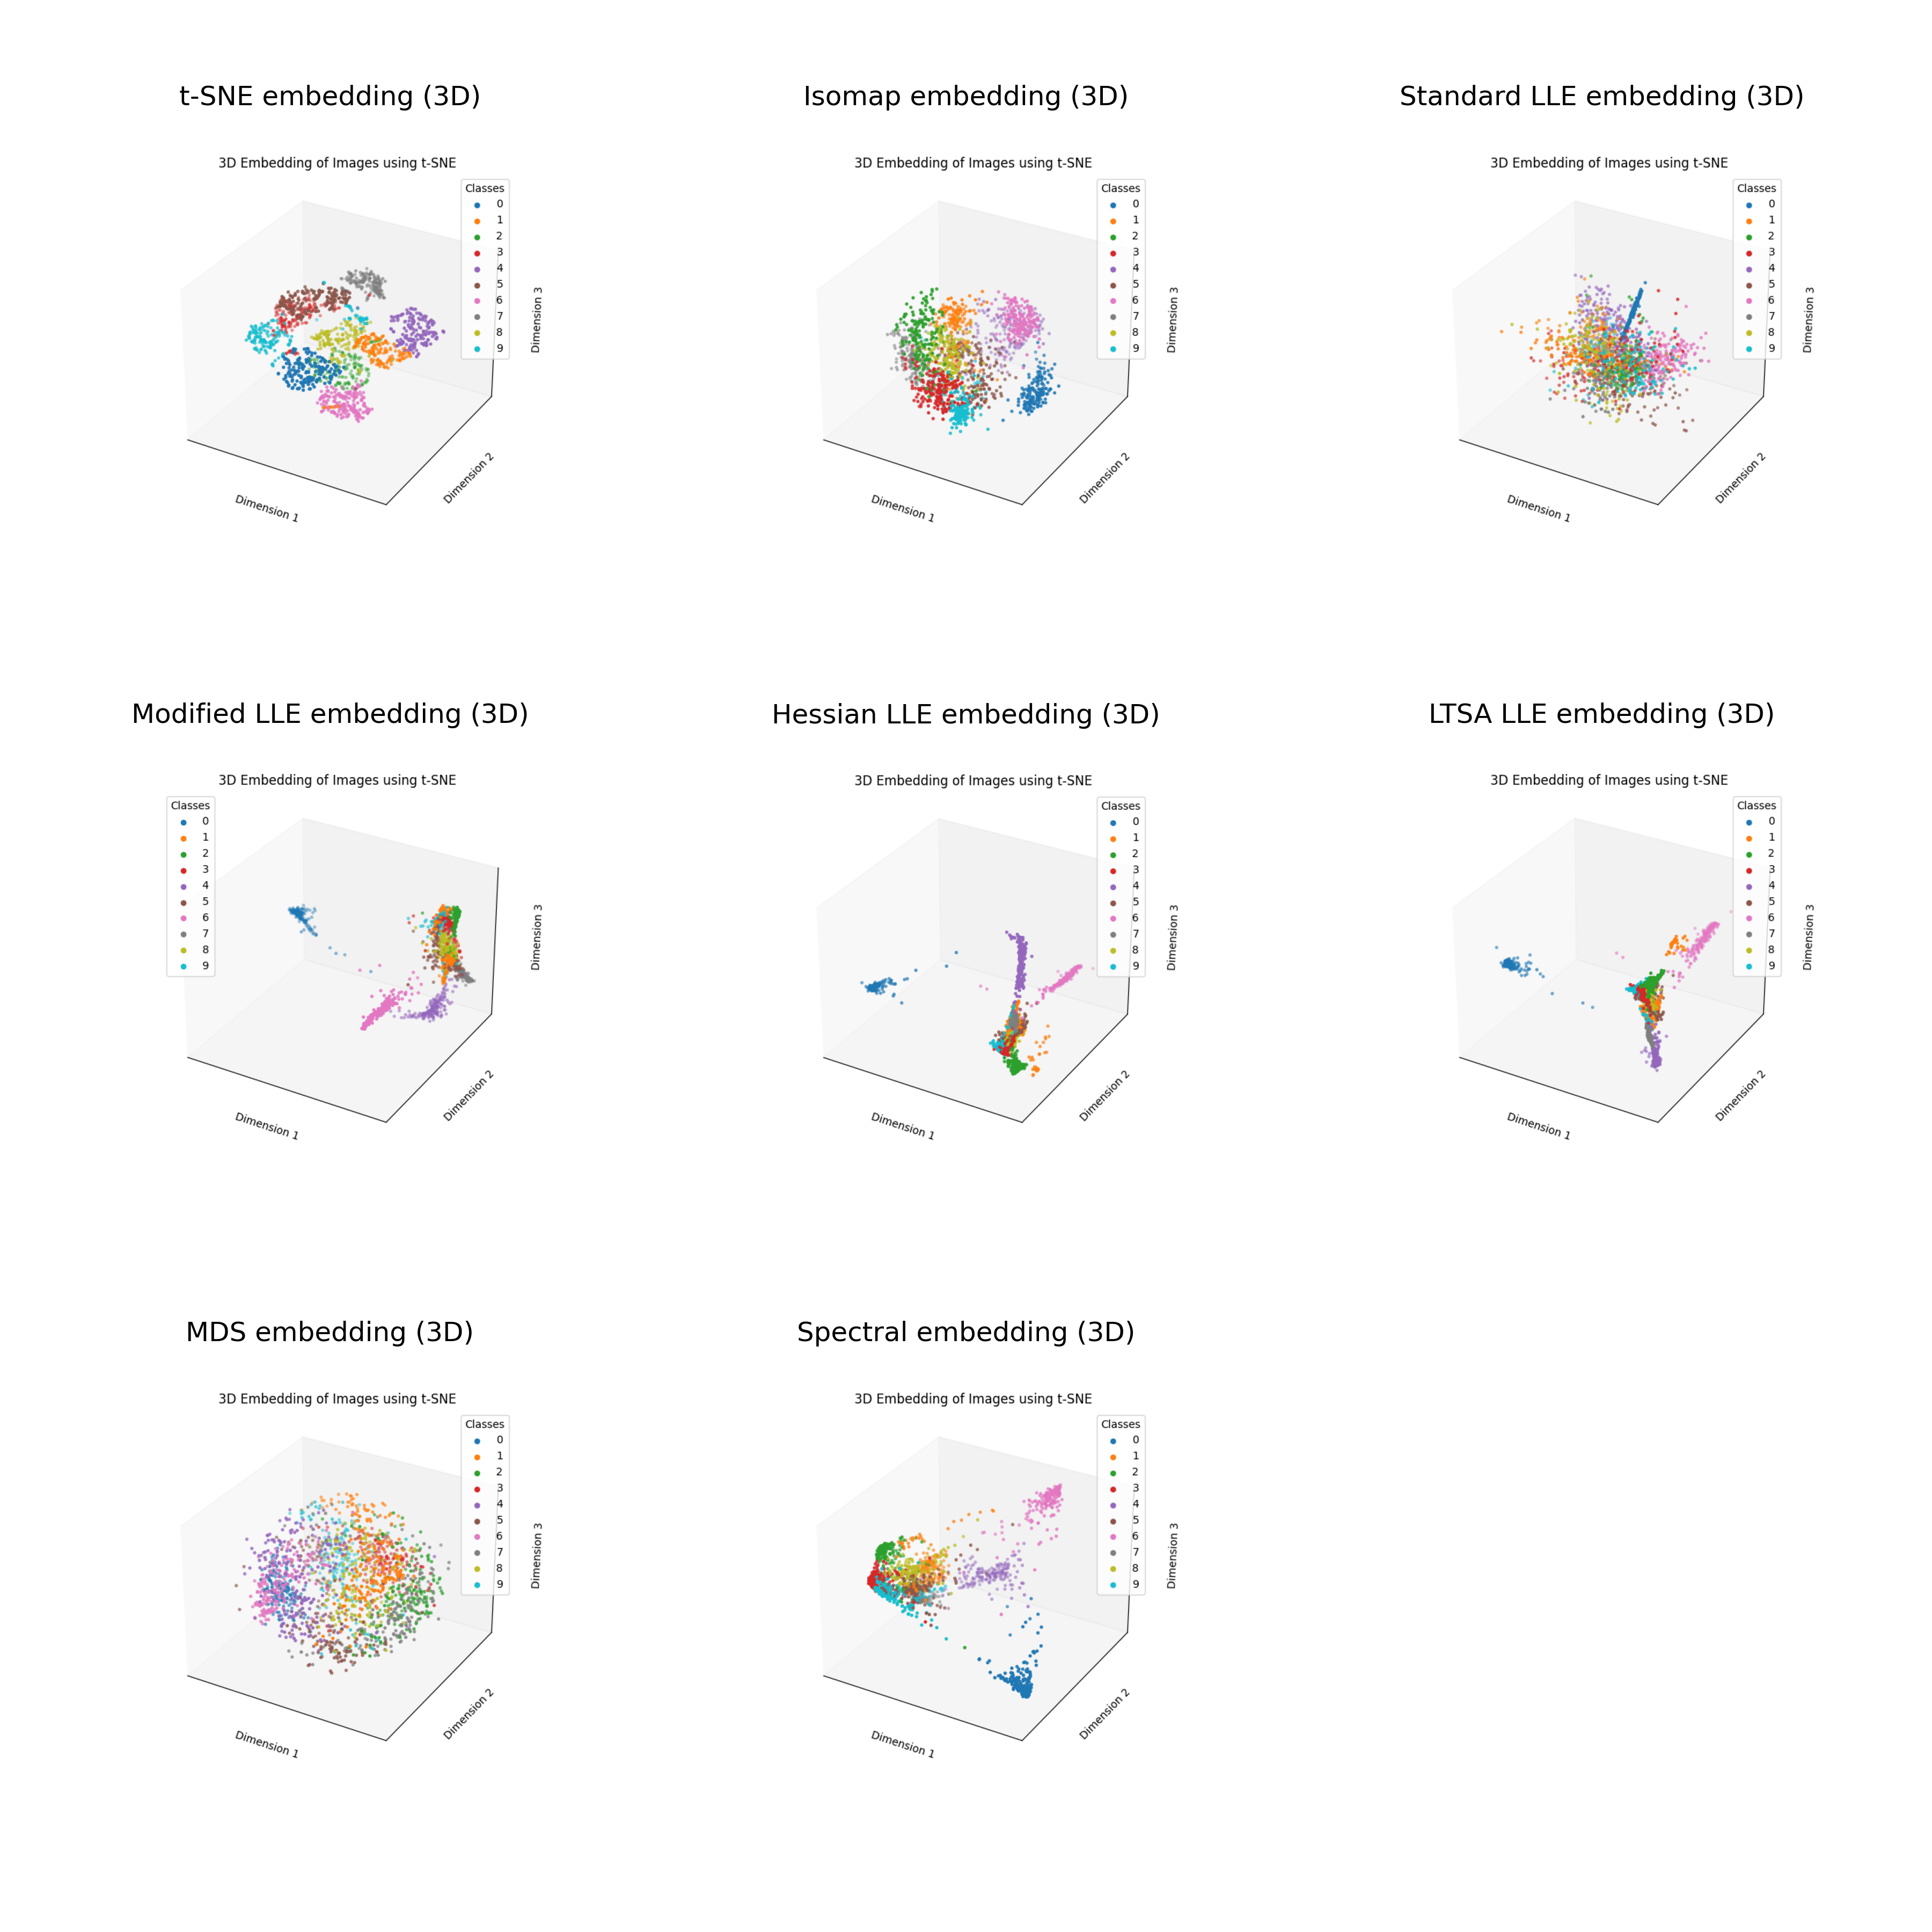 t-SNE embedding (3D)
Isomap embedding (3D)
Standard LLE embedding (3D)
3D Embedding of Images using t-SNE
Classes
0
1
2
3
4
5
6
7
8
9
Dimension 1
Dimension 2
Dimension 3
3D Embedding of Images using t-SNE
Classes
0
1
2
3
4
5
6
7
8
9
Dimension 1
Dimension 2
Dimension 3
3D Embedding of Images using t-SNE
Classes
0
1
2
3
4
5
6
7
8
9
Dimension 1
Dimension 2
Dimension 3
Modified LLE embedding (3D)
Hessian LLE embedding (3D)
LTSA LLE embedding (3D)
3D Embedding of Images using t-SNE
Classes
0
1
2
3
4
5
6
7
8
9
Dimension 1
Dimension 2
Dimension 3
3D Embedding of Images using t-SNE
Classes
0
1
2
3
4
5
6
7
8
9
Dimension 1
Dimension 2
Dimension 3
3D Embedding of Images using t-SNE
Classes
0
1
2
3
4
5
6
7
8
9
Dimension 1
Dimension 2
Dimension 3
MDS embedding (3D)
Spectral embedding (3D)
3D Embedding of Images using t-SNE
Classes
0
1
2
3
4
5
6
7
8
9
Dimension 1
Dimension 2
Dimension 3
3D Embedding of Images using t-SNE
Classes
0
1
2
3
4
5
6
7
8
9
Dimension 1
Dimension 2
Dimension 3